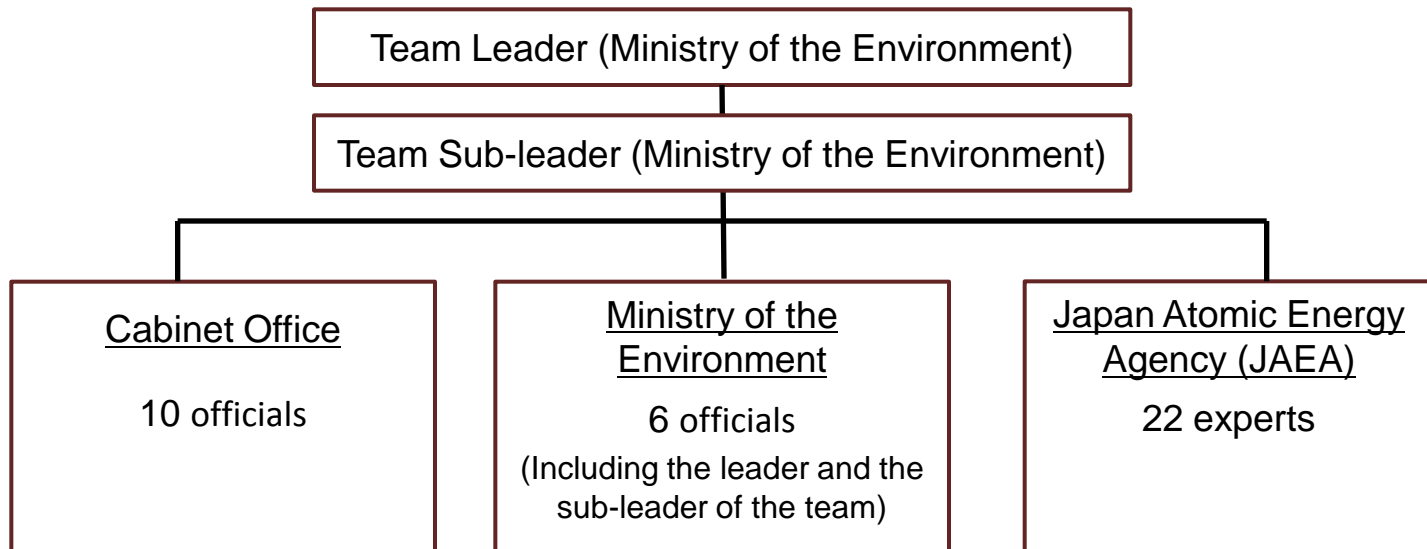 Team Leader (Ministry of the Environment)
Team Sub-leader (Ministry of the Environment)
Cabinet Office
10 officials
Ministry of the
Environment
6 officials
(Including the leader and the
sub-leader of the team)
Japan Atomic Energy
Agency (JAEA)
22 experts